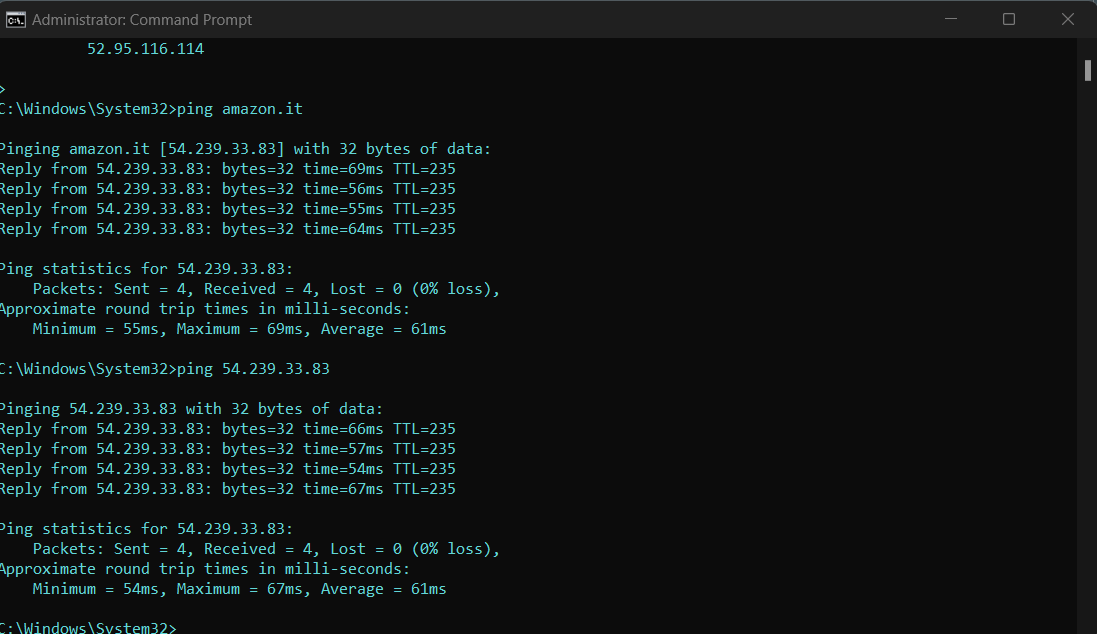 Administrator: Command Prompt
52.95.116.114
>
C:\Windows\System32>ping amazon.it
Pinging amazon.it [54.239.33.83] with 32 bytes of data:
Reply from 54.239.33.83: bytes=32 time=69ms TTL=235
Reply from 54.239.33.83: bytes=32 time=56ms TTL=235
Reply from 54.239.33.83: bytes=32 time=55ms TTL=235
Reply from 54.239.33.83: bytes=32 time=64ms TTL=235
Ping statistics for 54.239.33.83:
Packets: Sent = 4, Received = 4, Lost = 0 (0% loss),
Approximate round trip times in milli-seconds:
Minimum = 55ms, Maximum = 69ms, Average = 61ms
C:\Windows\System32>ping 54.239.33.83
Pinging 54.239.33.83 with 32 bytes of data:
Reply from 54.239.33.83: bytes=32 time=66ms TTL=235
Reply from 54.239.33.83: bytes=32 time=57ms TTL=235
Reply from 54.239.33.83: bytes=32 time=54ms TTL=235
Reply from 54.239.33.83: bytes=32 time=67ms TTL=235
Ping statistics for 54.239.33.83:
Packets: Sent = 4, Received = 4, Lost = 0 (0% loss),
Approximate round trip times in milli-seconds:
Minimum = 54ms, Maximum = 67ms, Average = 61ms
C:\Windows\System32>